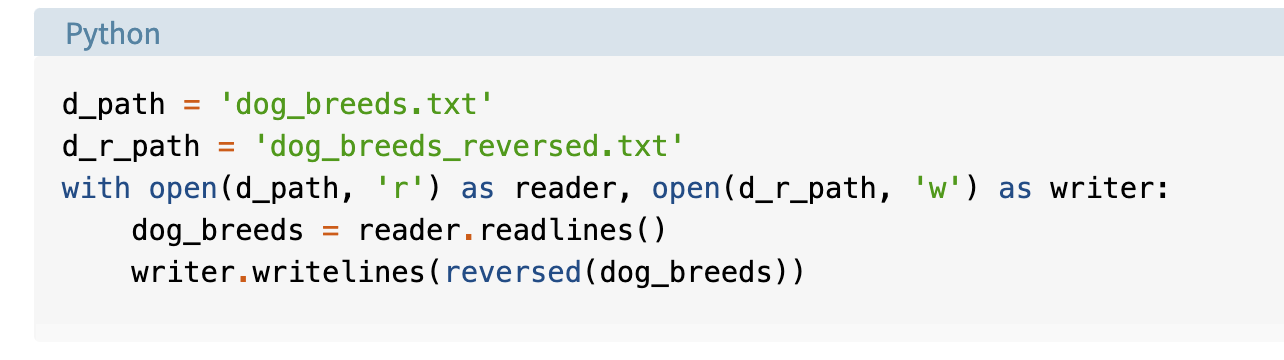 Python
d_path = 'dog_breeds.txt'
d_r_path = 'dog_breeds_reversed.txt'
with open(d_path, 'r') as reader, open(d_r_path, 'w') as writer:
    dog_breeds = reader.readlines()
    writer.writelines(reversed(dog_breeds))